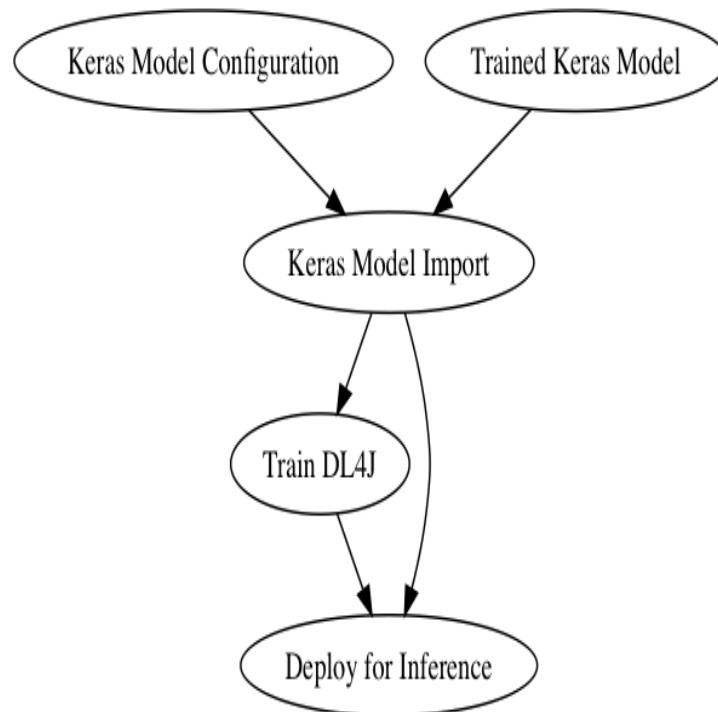 Keras Model Configuration
Trained Keras Model
Keras Model Import
Train DL4J
Deploy for Inference